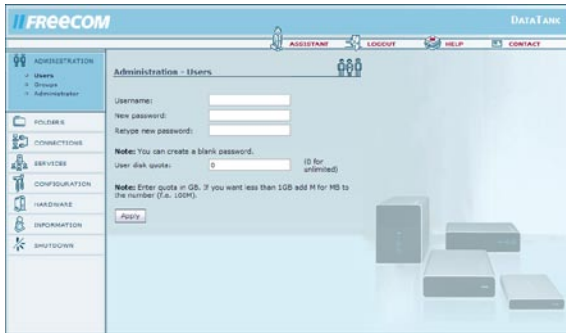 FREECOM
DATATANK
ASSISTANT LOGOUT HELP CONTACT
ADMINISTRATION
Users
Groups
Administrator
FOLDERS
CONNECTIONS
SERVICES
CONFIGURATION
HARDWARE
INFORMATION
SHUTDOWN
Administration - Users
Username:
New password:
Retype new password:
Note: You can create a blank password.
User disk quota: 0 (0 for
unlimited)
Note: Enter quota in GB. If you want less than 1GB add M for MB to
the number (f.e. 100M).
Apply